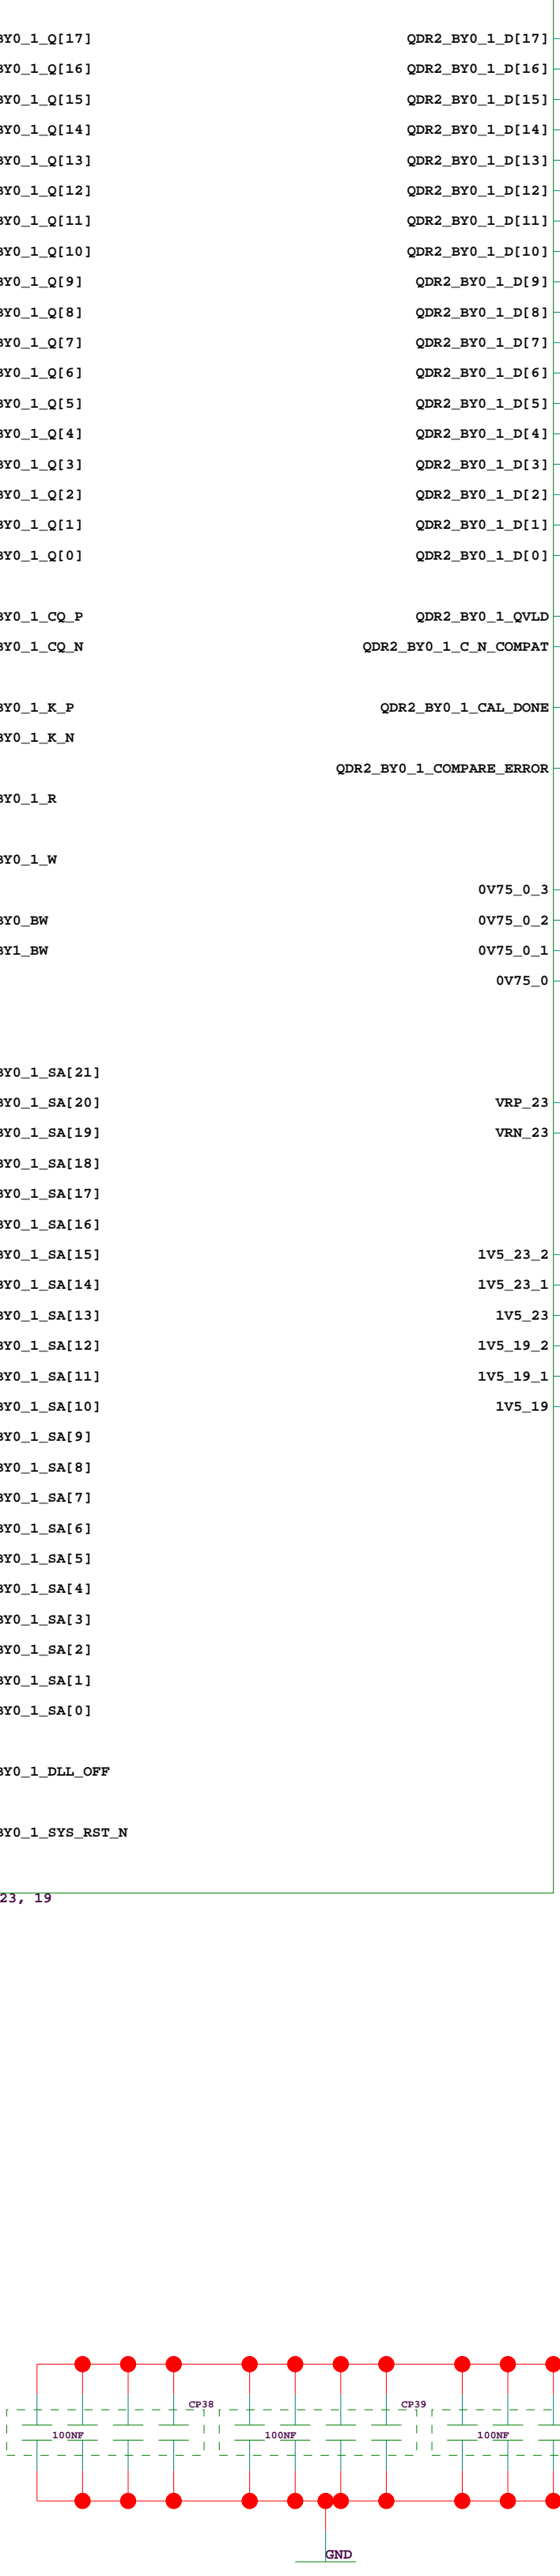 BY0_1_Q[17] QDR2_BY0_1_D[17]
BY0_1_Q[16] QDR2_BY0_1_D[16]
BY0_1_Q[15] QDR2_BY0_1_D[15]
BY0_1_Q[14] QDR2_BY0_1_D[14]
BY0_1_Q[13] QDR2_BY0_1_D[13]
BY0_1_Q[12] QDR2_BY0_1_D[12]
BY0_1_Q[11] QDR2_BY0_1_D[11]
BY0_1_Q[10] QDR2_BY0_1_D[10]
BY0_1_Q[9] QDR2_BY0_1_D[9]
BY0_1_Q[8] QDR2_BY0_1_D[8]
BY0_1_Q[7] QDR2_BY0_1_D[7]
BY0_1_Q[6] QDR2_BY0_1_D[6]
BY0_1_Q[5] QDR2_BY0_1_D[5]
BY0_1_Q[4] QDR2_BY0_1_D[4]
BY0_1_Q[3] QDR2_BY0_1_D[3]
BY0_1_Q[2] QDR2_BY0_1_D[2]
BY0_1_Q[1] QDR2_BY0_1_D[1]
BY0_1_Q[0] QDR2_BY0_1_D[0]
BY0_1_CQ_P QDR2_BY0_1_QVLD
BY0_1_CQ_N QDR2_BY0_1_C_N_COMPAT
BY0_1_K_P QDR2_BY0_1_CAL_DONE
BY0_1_K_N
QDR2_BY0_1_COMPARE_ERROR
BY0_1_R
BY0_1_W
0V75_0_3
BY0_BW 0V75_0_2
BY1_BW 0V75_0_1
0V75_0
BY0_1_SA[21]
BY0_1_SA[20] VRP_23
BY0_1_SA[19] VRN_23
BY0_1_SA[18]
BY0_1_SA[17]
BY0_1_SA[16]
BY0_1_SA[15] 1V5_23_2
BY0_1_SA[14] 1V5_23_1
BY0_1_SA[13] 1V5_23
BY0_1_SA[12] 1V5_19_2
BY0_1_SA[11] 1V5_19_1
BY0_1_SA[10] 1V5_19
BY0_1_SA[9]
BY0_1_SA[8]
BY0_1_SA[7]
BY0_1_SA[6]
BY0_1_SA[5]
BY0_1_SA[4]
BY0_1_SA[3]
BY0_1_SA[2]
BY0_1_SA[1]
BY0_1_SA[0]
BY0_1_DLL_OFF
BY0_1_SYS_RST_N
23, 19
CP38 CP39
100NF 100NF 100NF
GND